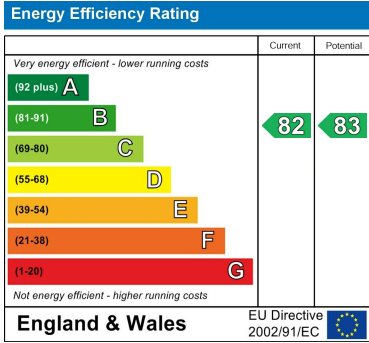 Energy Efficiency Rating
Current Potential
Very energy efficient - lower running costs
(92 plus) A
(81-91) B
82 83
(69-80) C
(55-68) D
(39-54) E
(21-38) F
(1-20) G
Not energy efficient - higher running costs
England & Wales
EU Directive
2002/91/EC